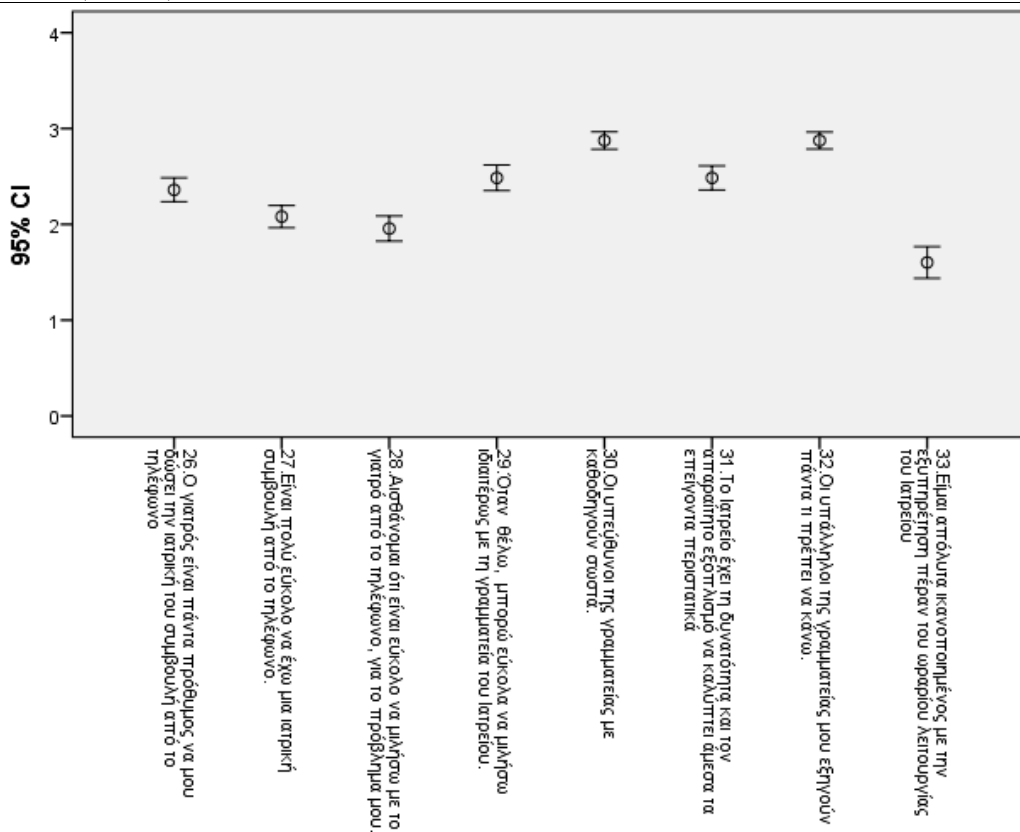 4
3
2
1
0
95% CI
26.Ο γιατρός είναι πάντα πρόθυμος να μου
δώσει την ιατρική του συμβουλή από το
τηλέφωνο
27.Είναι πολύ εύκολο να έχω μια ιατρική
συμβουλή από το τηλέφωνο.
28.Αισθάνομαι ότι είναι εύκολο να μιλήσω με το
γιατρό από το τηλέφωνο, για το πρόβλημα μου.
29.Όταν θέλω, μπορώ εύκολα να μιλήσω
ιδιαιτέρως με τη γραμματεία του Ιατρείου.
30.Οι υπεύθυνοι της γραμματείας με
καθοδηγούν σωστά.
31.Το Ιατρείο έχει τη δυνατότητα και τον
απαραίτητο εξοπλισμό να καλύπτει άμεσα τα
επείγοντα περιστατικά
32.Οι υπάλληλοι της γραμματείας μου εξηγούν
πάντα τι πρέπει να κάνω.
33.Είμαι απόλυτα ικανοποιημένος με την
εξυπηρέτηση πέραν του ωραρίου λειτουργίας
του Ιατρείου